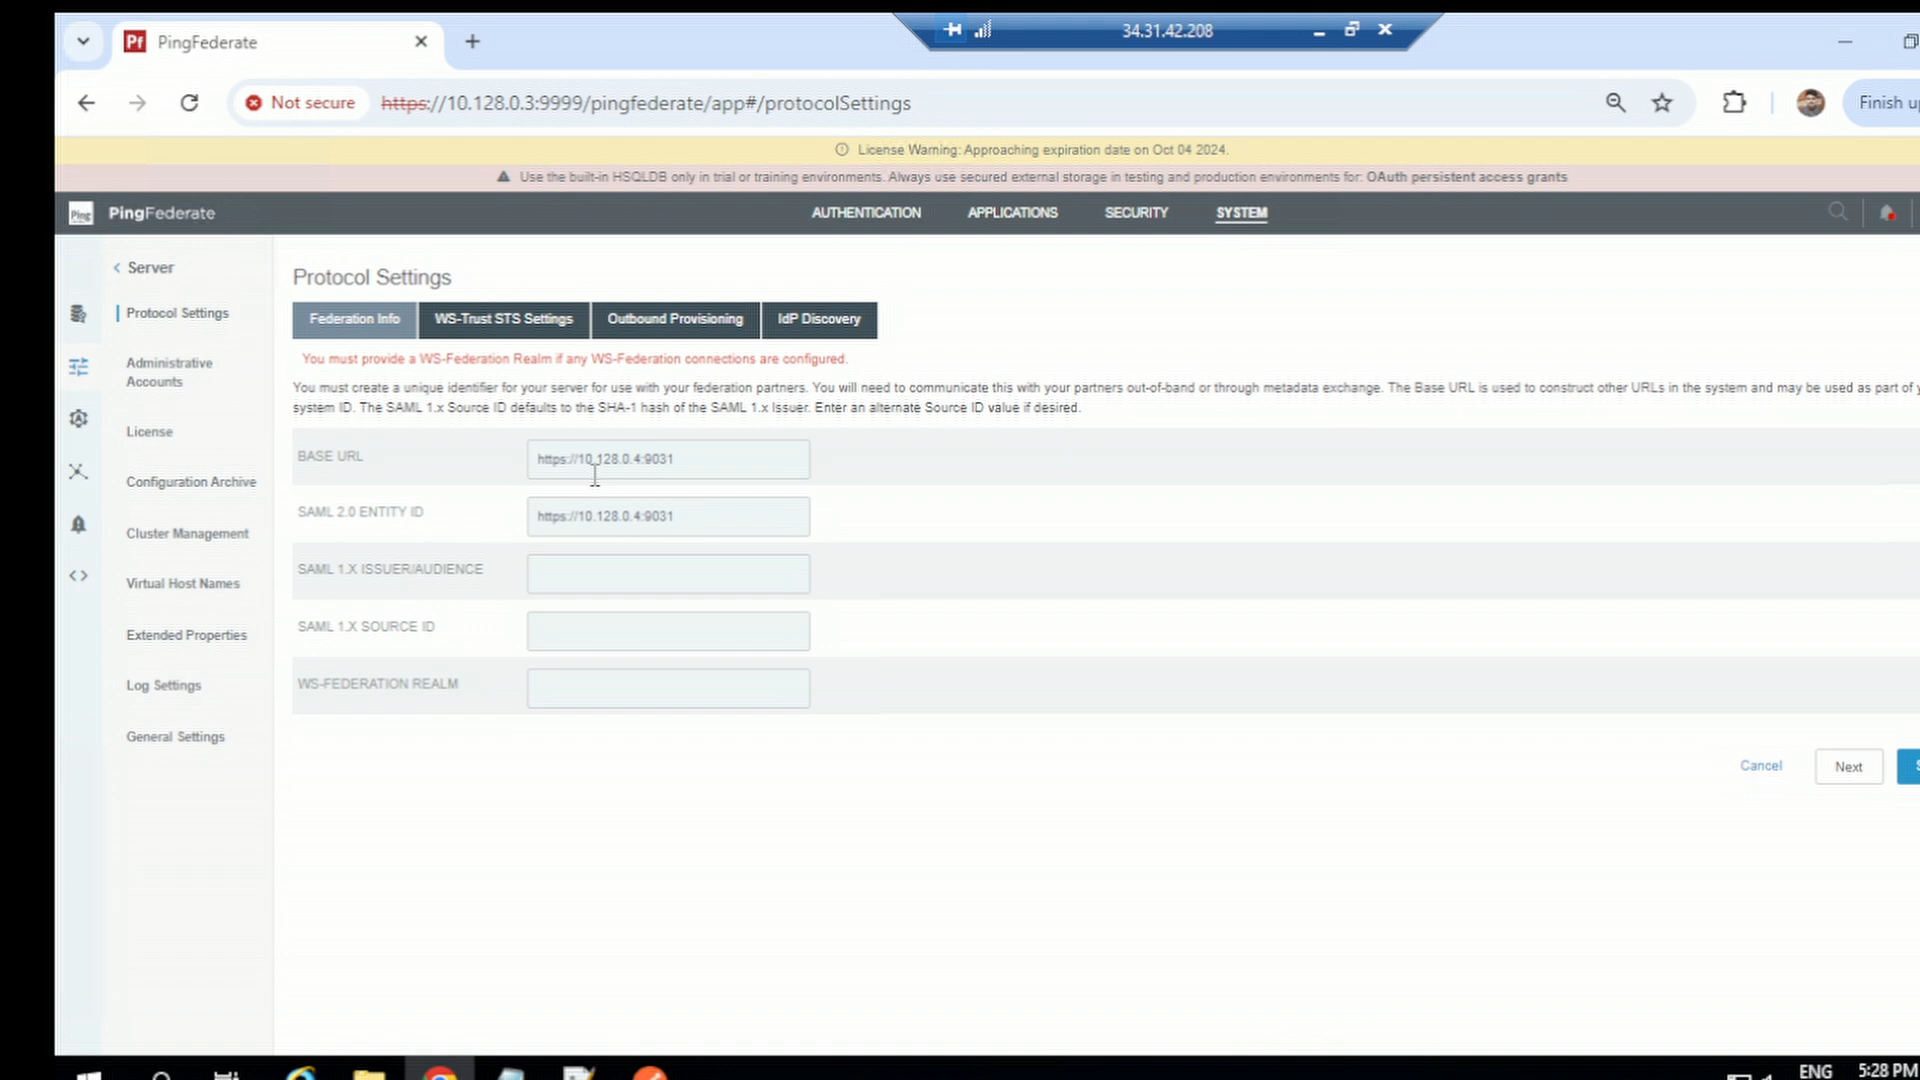 PingFederate
34.31.42.208
Not secure
https://10.128.0.3:9999/pingfederate/app#/protocolSettings
Finish
License Warning: Approaching expiration date on Oct 04 2024.
Use the built-in HSQLDB only in trial or training environments. Always use secured external storage in testing and production environments for: OAuth persistent access grants
Ping
PingFederate
AUTHENTICATION
APPLICATIONS
SECURITY
SYSTEM
Server
Protocol Settings
Administrative
Accounts
License
Configuration Archive
Cluster Management
Virtual Host Names
Extended Properties
Log Settings
General Settings
Protocol Settings
Federation Info
WS-Trust STS Settings
Outbound Provisioning
IdP Discovery
You must provide a WS-Federation Realm if any WS-Federation connections are configured.
You must create a unique identifier for your server for use with your federation partners. You will need to communicate this with your partners out-of-band or through metadata exchange. The Base URL is used to construct other URLs in the system and may be used as part of
system ID. The SAML 1.x Source ID defaults to the SHA-1 hash of the SAML 1.x Issuer. Enter an alternate Source ID value if desired.
BASE URL
https://10.128.0.4:9031
SAML 2.0 ENTITY ID
https://10.128.0.4:9031
SAML 1.X ISSUER/AUDIENCE
SAML 1.X SOURCE ID
WS-FEDERATION REALM
Cancel
Next
ENG
5:28 PM